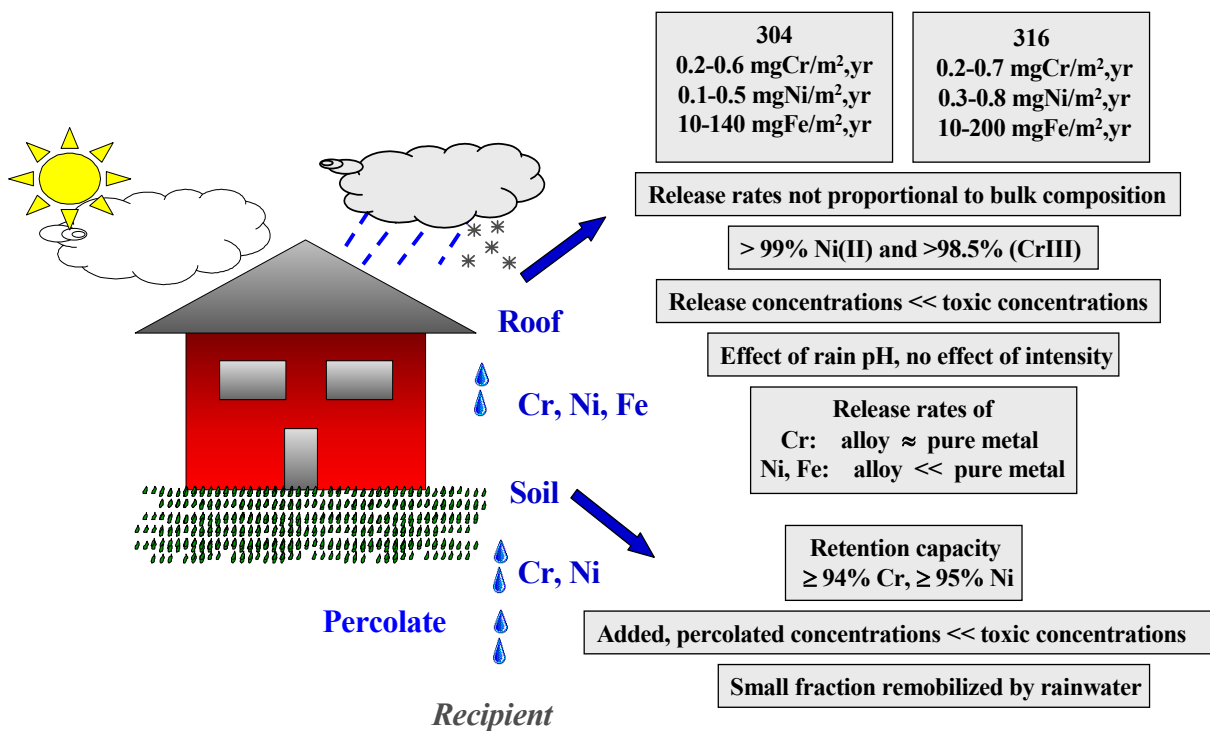 304
0.2-0.6 mgCr/m²,yr
0.1-0.5 mgNi/m²,yr
10-140 mgFe/m²,yr
316
0.2-0.7 mgCr/m²,yr
0.3-0.8 mgNi/m²,yr
10-200 mgFe/m²,yr
Release rates not proportional to bulk composition
> 99% Ni(II) and >98.5% (CrIII)
Release concentrations << toxic concentrations
Roof
Effect of rain pH, no effect of intensity
Cr, Ni, Fe
Release rates of
Cr: alloy ≈ pure metal
Ni, Fe: alloy << pure metal
Soil
Retention capacity
≥ 94% Cr, ≥ 95% Ni
Cr, Ni
Percolate
Added, percolated concentrations << toxic concentrations
Small fraction remobilized by rainwater
Recipient